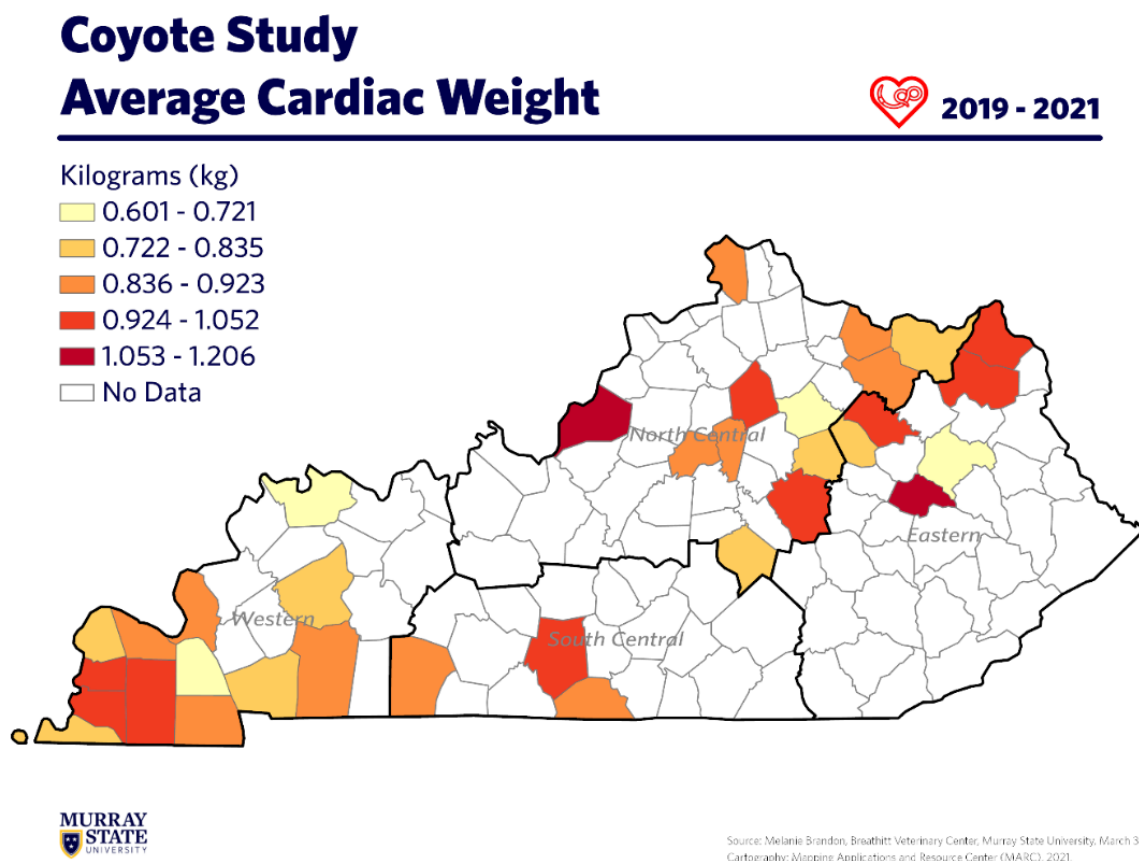 Coyote Study
Average Cardiac Weight
2019 - 2021
Kilograms (kg)
0.601 - 0.721
0.722 - 0.835
0.836 - 0.923
0.924 - 1.052
1.053 - 1.206
No Data
North Central
Eastern
Western
South Central
MURRAY
STATE
UNIVERSITY
Source: Melanie Brandon, Breathitt Veterinary Center, Murray State University, March 3
Cartography: Mapping Applications and Resource Center (MARC), 2021